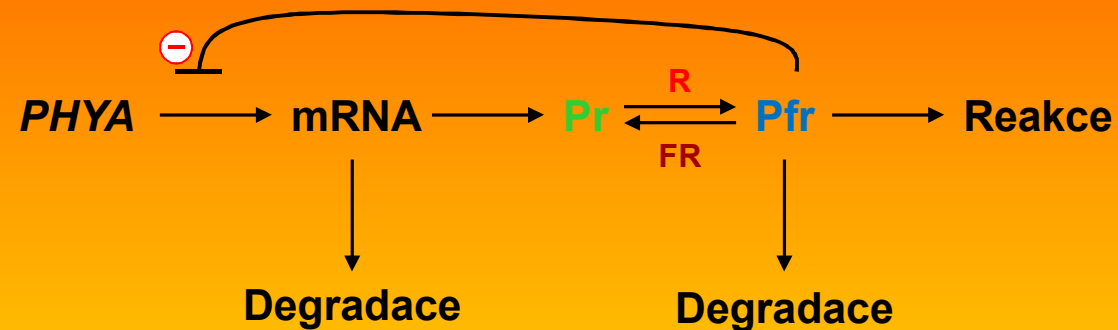 −
R
PHYA mRNA Pr Pfr Reakce
FR
Degradace Degradace